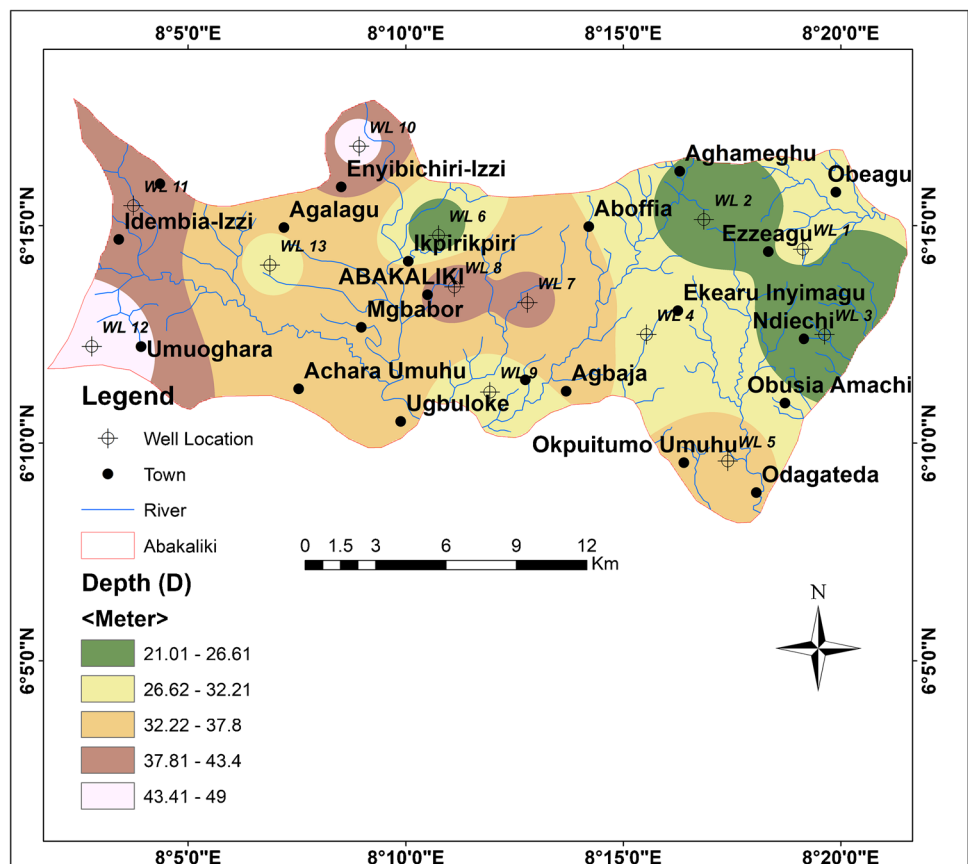 8°5'0"E 8°10'0"E 8°15'0"E 8°20'0"E
WL 10
Enyibichiri-Izzi
Aghameghu
Obeagu
WL 11
Idembia-Izzi
Agalagu
WL 6
Aboffia
WL 2
6°15'0"N 6°15'0"N
Ikpirikpiri
WL 13
Ezzeagu
WL 1
ABAKALIKI
WL 8
WL 7
Mgbabor
Ekearu Inyimagu
WL 4
Ndiechi
WL 3
WL 12
Umuoghara
Achara Umuhu
WL 9
Agbaja
Obusia Amachi
Ugbuloke
6°10'0"N 6°10'0"N
Okpuitumo Umuhu
WL 5
Odagateda
Legend
Well Location
Town
River
Abakaliki
0 1.5 3 6 9 12
Km
Depth (D)
<Meter>
21.01 - 26.61
26.62 - 32.21
32.22 - 37.8
37.81 - 43.4
43.41 - 49
N
6°5'0"N 6°5'0"N
8°5'0"E 8°10'0"E 8°15'0"E 8°20'0"E